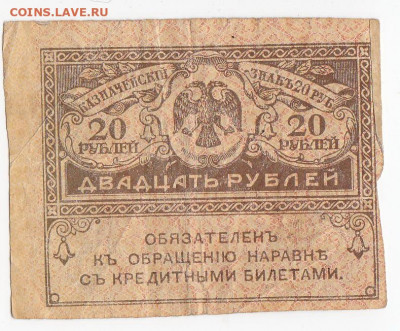 COINS.LAVE.RU
КАЗНАЧЕЙСКІЙ ЗНАКЪ 20 РУБ.
20 20
РУБЛЕЙ РУБЛЕЙ
ДВАДЦАТЬ РУБЛЕЙ
ОБЯЗАТЕЛЕНЪ
КЪ ОБРАЩЕНІЮ НАРАВНѢ
СЪ КРЕДИТНЫМИ БИЛЕТАМИ.